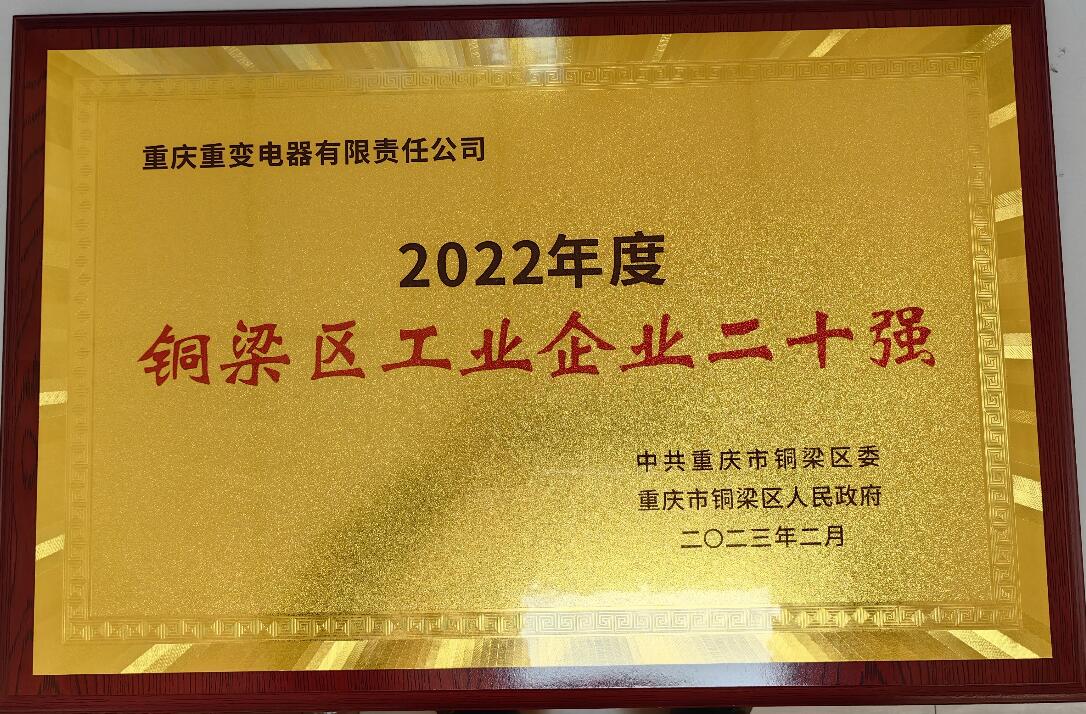 重庆重变电器有限责任公司
2022年度
铜梁区工业企业二十强
中共重庆市铜梁区委
重庆市铜梁区人民政府
二〇二三年二月